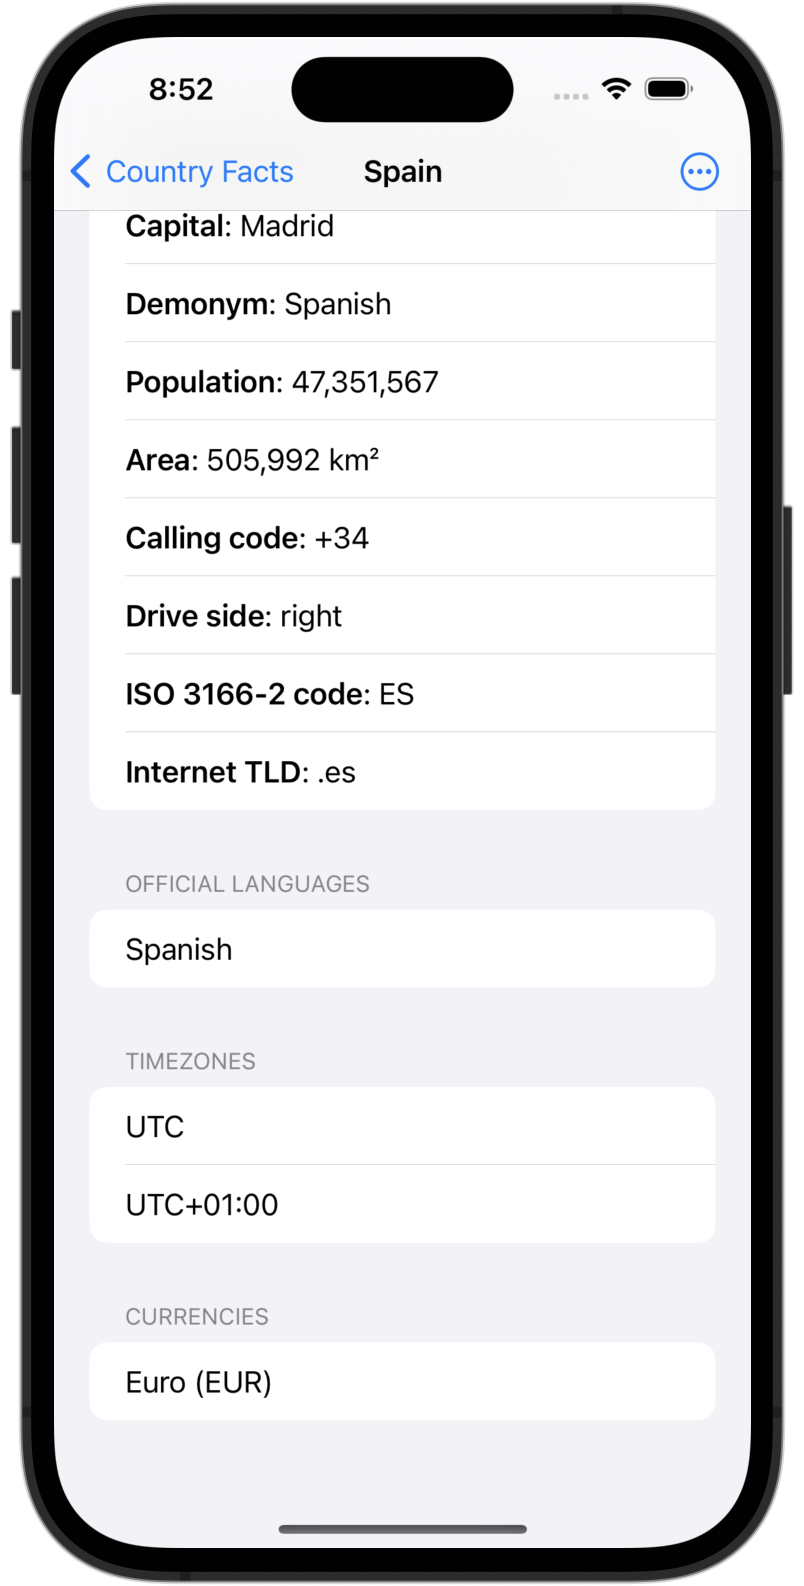 8:52
Country Facts
Spain
Capital: Madrid
Demonym: Spanish
Population: 47,351,567
Area: 505,992 km²
Calling code: +34
Drive side: right
ISO 3166-2 code: ES
Internet TLD: .es
OFFICIAL LANGUAGES
Spanish
TIMEZONES
UTC
UTC+01:00
CURRENCIES
Euro (EUR)